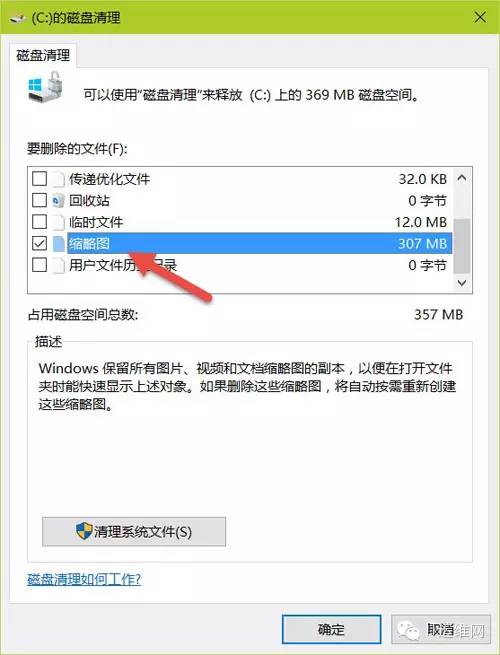 (C:)的磁盘清理
磁盘清理
可以使用“磁盘清理”来释放 (C:) 上的 369 MB 磁盘空间。
要删除的文件(F):
传递优化文件 32.0 KB
回收站 0 字节
临时文件 12.0 MB
缩略图 307 MB
用户文件历史记录 0 字节
占用磁盘空间总数: 357 MB
描述
Windows 保留所有图片、视频和文档缩略图的副本，以便在打开文件
夹时能快速显示上述对象。如果删除这些缩略图，将自动按需重新创建
这些缩略图。
清理系统文件(S)
磁盘清理如何工作?
确定 取消
维网